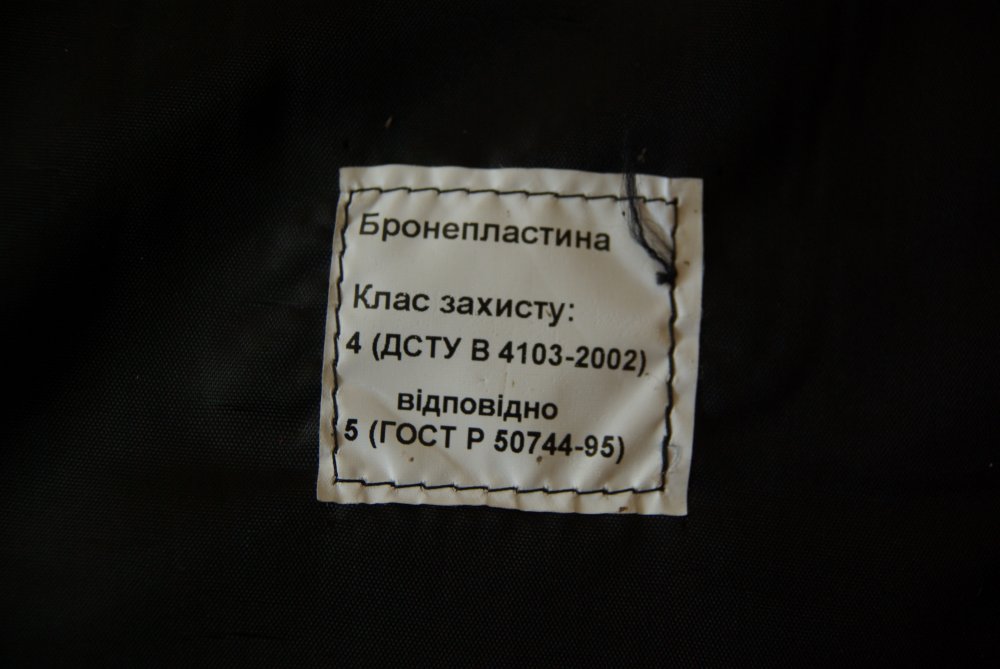 Бронепластина
Клас захисту:
4 (ДСТУ В 4103-2002)
відповідно
5 (ГОСТ Р 50744-95)